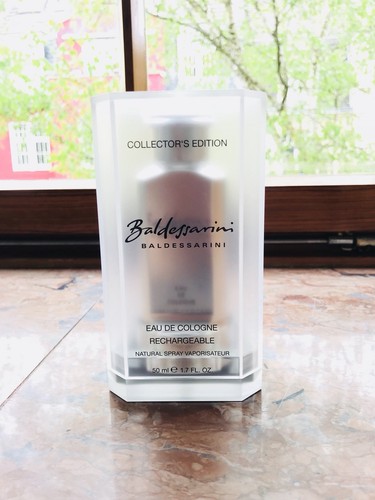 COLLECTOR'S EDITION
Baldessarini
BALDESSARINI
EAU DE COLOGNE
RECHARGEABLE
NATURAL SPRAY VAPORISATEUR
50 ml ℮ 1.7 FL. OZ